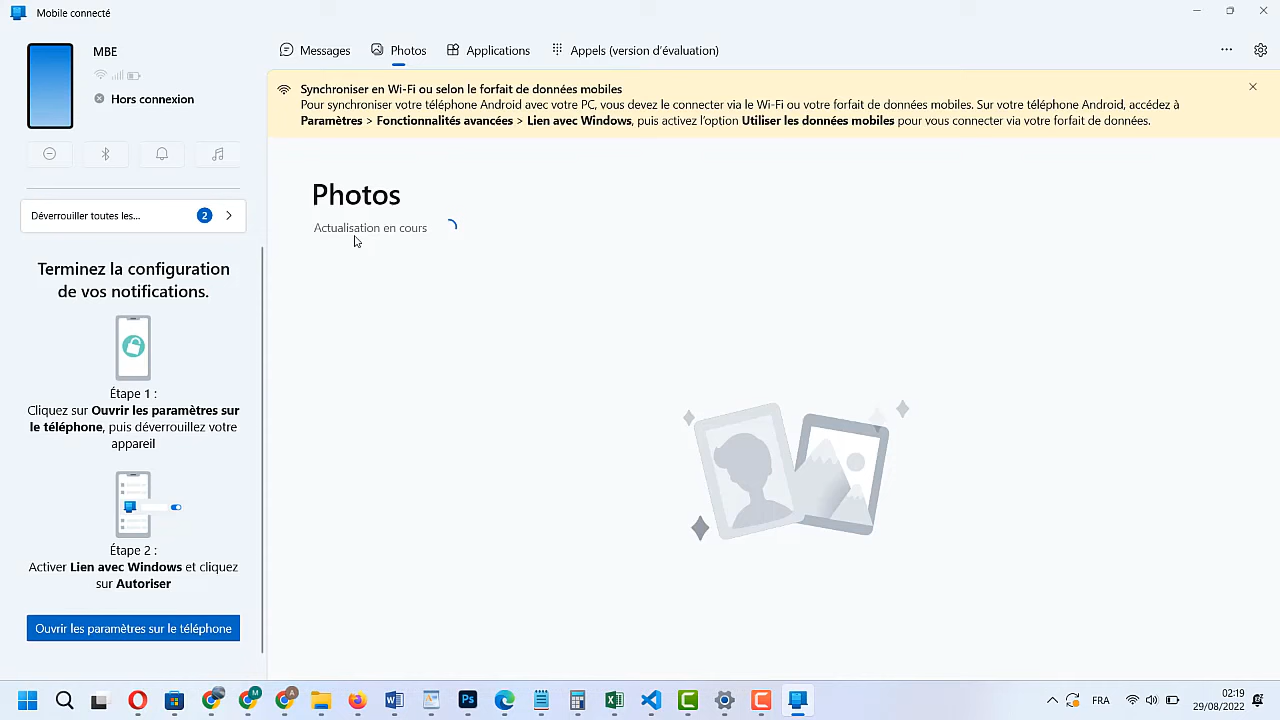 Mobile connecté
MBE
Hors connexion
Déverrouiller toutes les...
2
Terminez la configuration
de vos notifications.
Étape 1 :
Cliquez sur Ouvrir les paramètres sur
le téléphone, puis déverrouillez votre
appareil
Étape 2 :
Activer Lien avec Windows et cliquez
sur Autoriser
Ouvrir les paramètres sur le téléphone
Messages
Photos
Applications
Appels (version d'évaluation)
Synchroniser en Wi-Fi ou selon le forfait de données mobiles
Pour synchroniser votre téléphone Android avec votre PC, vous devez le connecter via le Wi-Fi ou votre forfait de données mobiles. Sur votre téléphone Android, accédez à
Paramètres > Fonctionnalités avancées > Lien avec Windows, puis activez l'option Utiliser les données mobiles pour vous connecter via votre forfait de données.
Photos
Actualisation en cours
M
A
Ps
FRA
02:19
29/08/2022